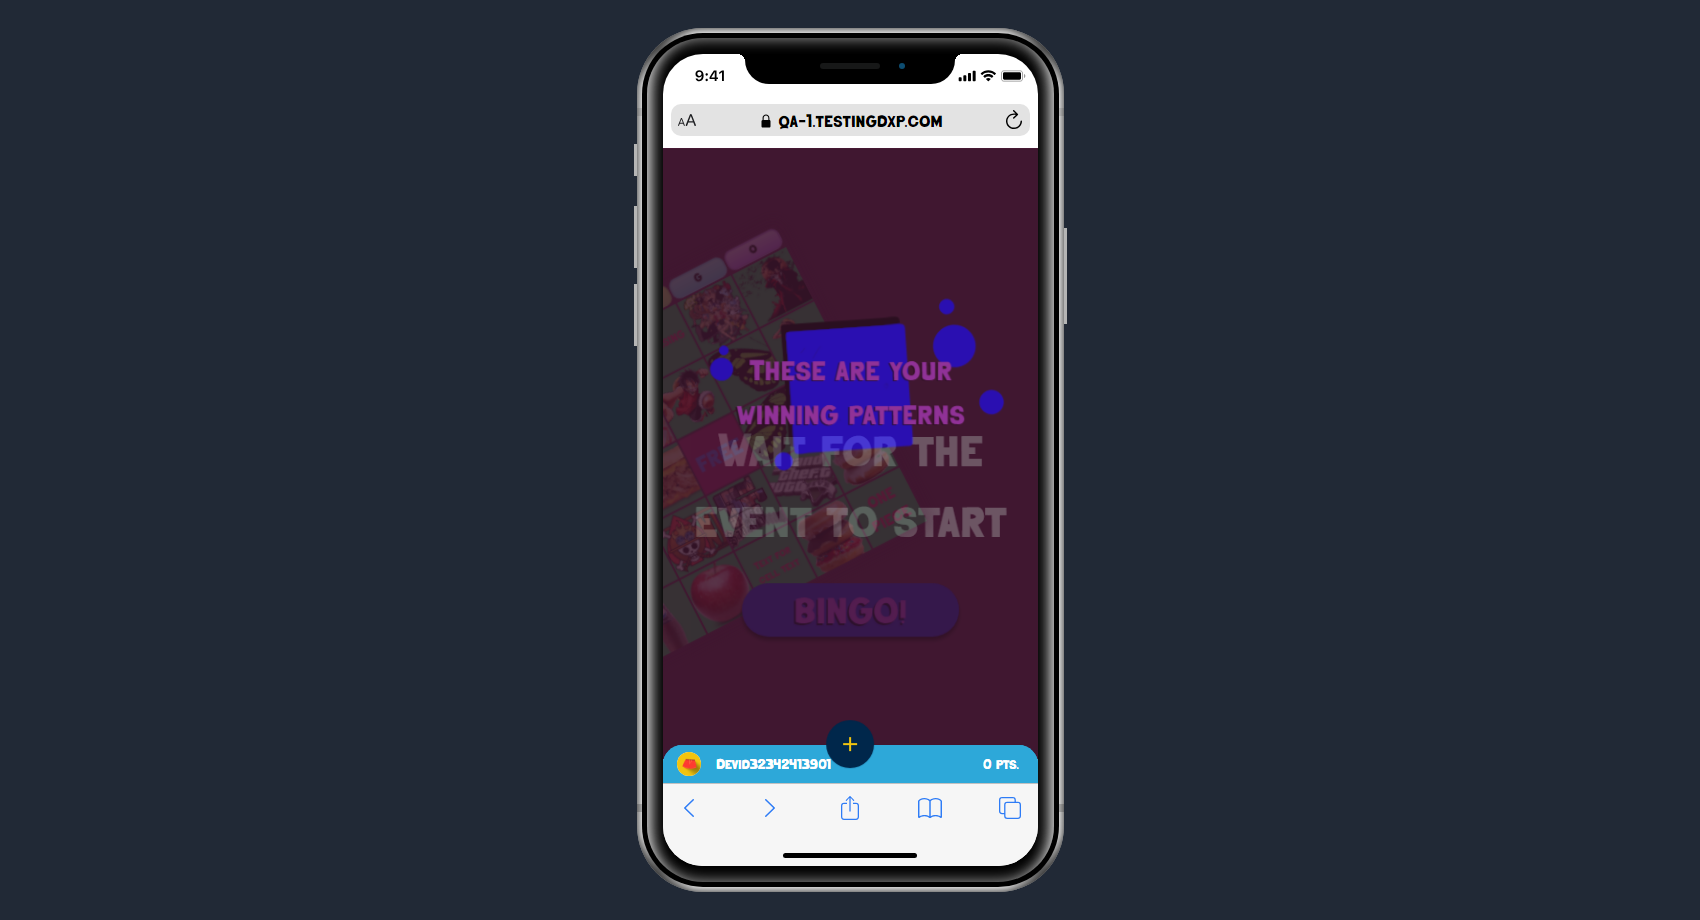 9:41
AA
QA-1.TESTINGDXP.COM
G O
THESE ARE YOUR
WINNING PATTERNS
WAIT FOR THE
EVENT TO START
BINGO!
+
DEVID32342413901
0 PTS.